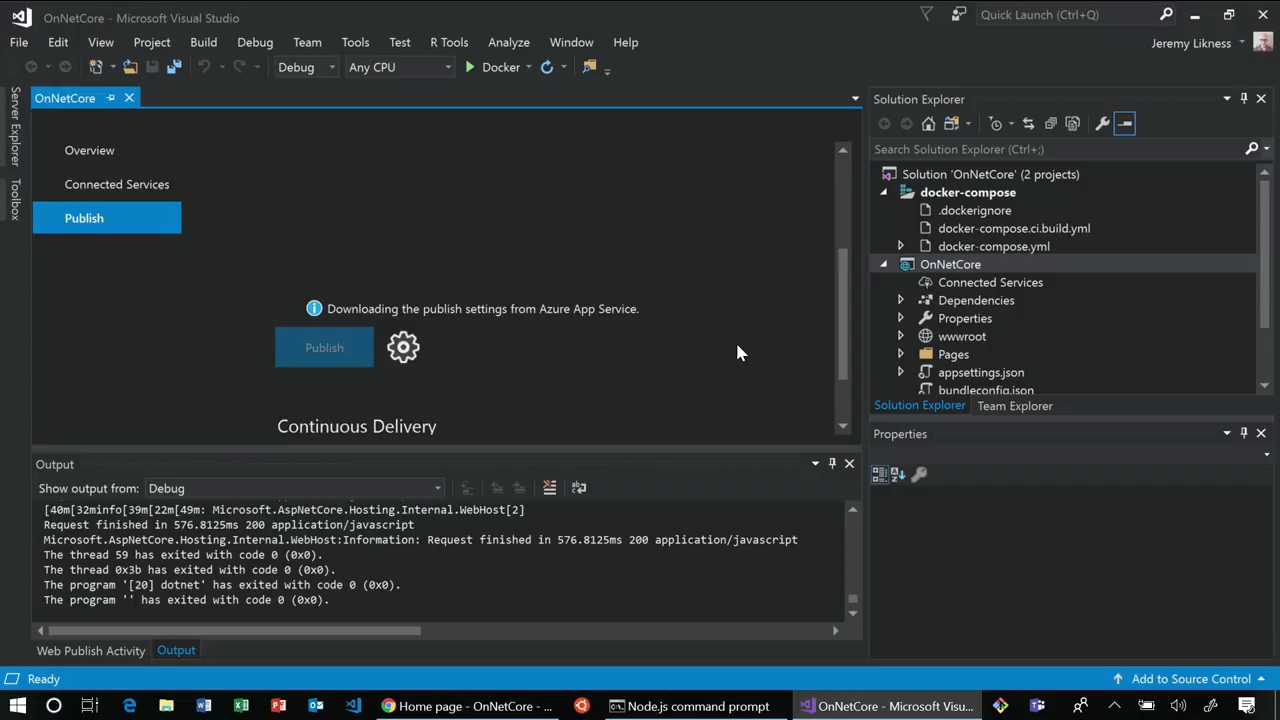 OnNetCore - Microsoft Visual Studio
Quick Launch (Ctrl+Q)
File Edit View Project Build Debug Team Tools Test R Tools Analyze Window Help
Jeremy Likness
Debug Any CPU Docker
Server Explorer
Toolbox
OnNetCore
Overview
Connected Services
Publish
Downloading the publish settings from Azure App Service.
Publish
Continuous Delivery
Output
Show output from: Debug
[40m[32minfo[39m[22m[49m: Microsoft.AspNetCore.Hosting.Internal.WebHost[2]
Request finished in 576.8125ms 200 application/javascript
Microsoft.AspNetCore.Hosting.Internal.WebHost:Information: Request finished in 576.8125ms 200 application/javascript
The thread 59 has exited with code 0 (0x0).
The thread 0x3b has exited with code 0 (0x0).
The program '[20] dotnet' has exited with code 0 (0x0).
The program '' has exited with code 0 (0x0).
Web Publish Activity Output
Solution Explorer
Search Solution Explorer (Ctrl+;)
Solution 'OnNetCore' (2 projects)
docker-compose
.dockerignore
docker-compose.ci.build.yml
docker-compose.yml
OnNetCore
Connected Services
Dependencies
Properties
wwwroot
Pages
appsettings.json
bundleconfig.json
Solution Explorer Team Explorer
Properties
Ready
Add to Source Control
Home page - OnNetCore - ...
Node.js command prompt
OnNetCore - Microsoft Visu...